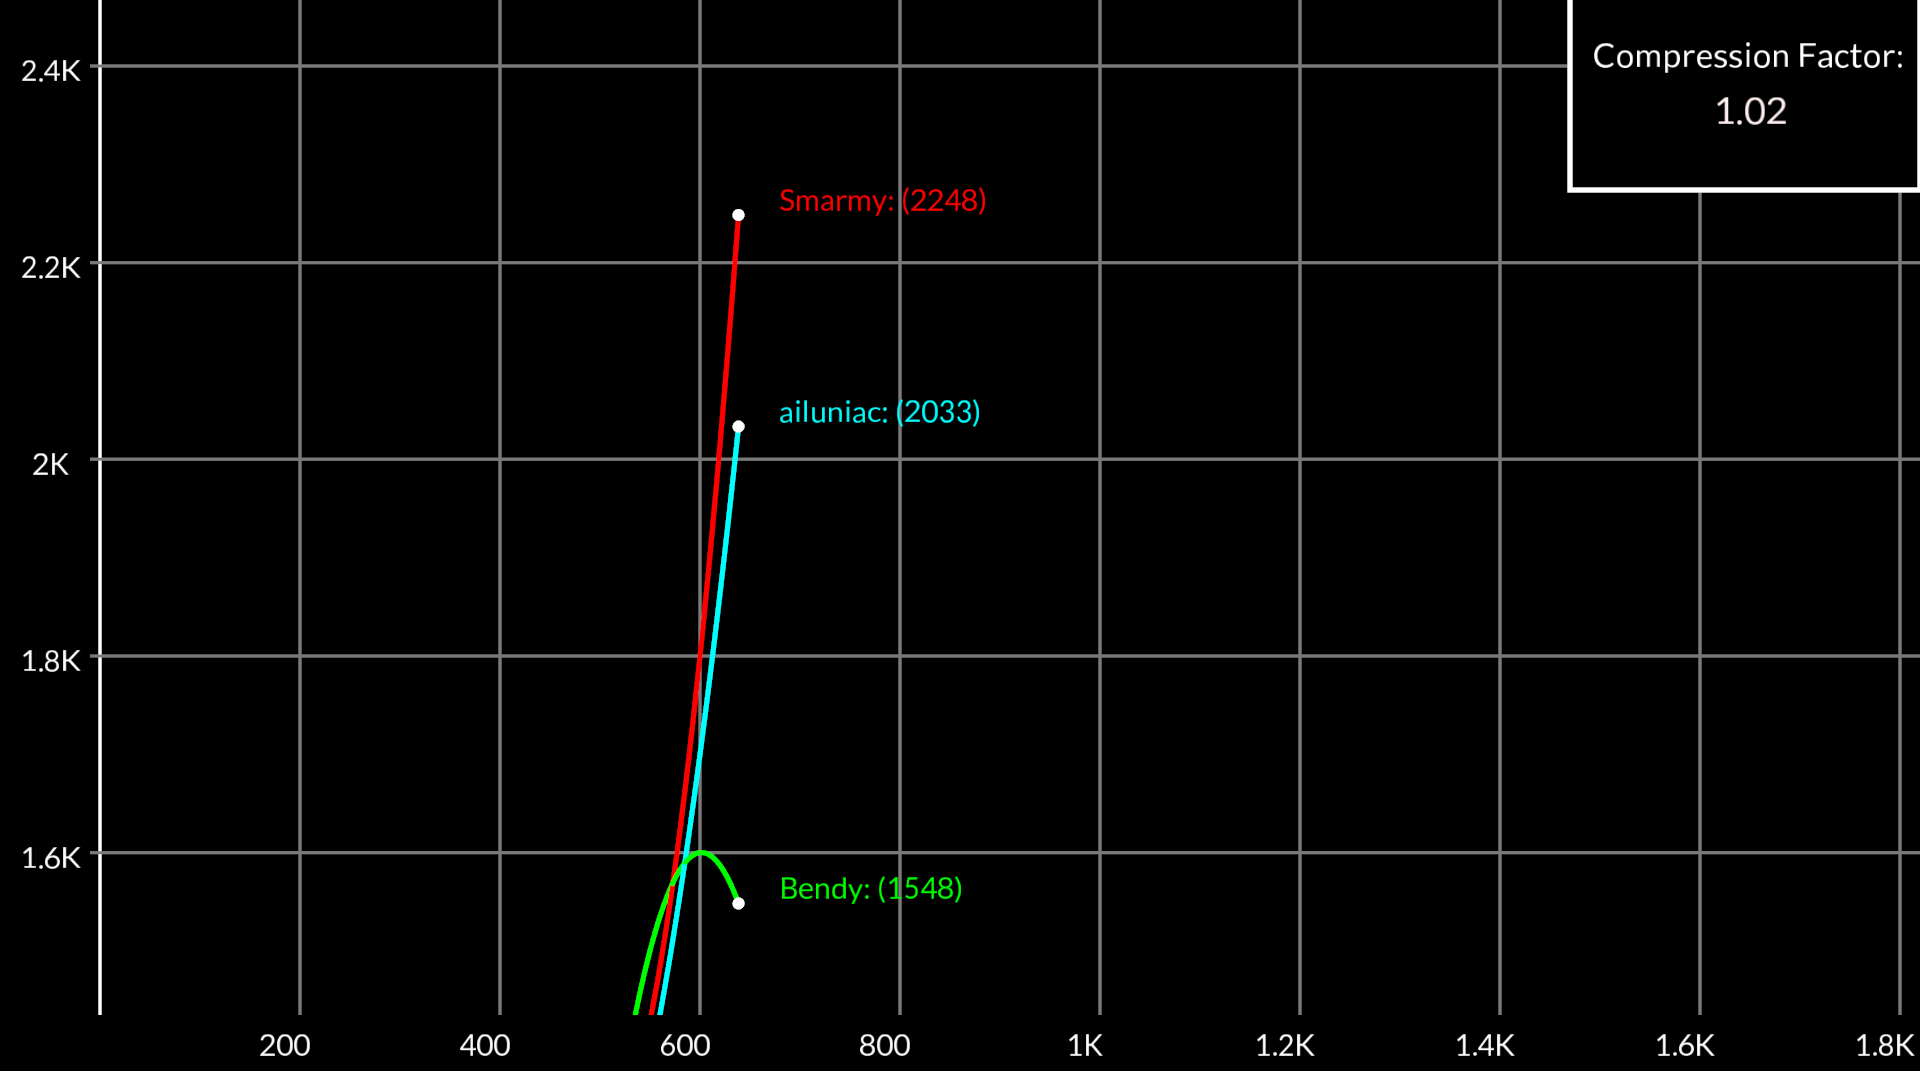 Compression Factor:
1.02
2.4K
2.2K
2K
1.8K
1.6K
Smarmy: (2248)
ailuniac: (2033)
Bendy: (1548)
200
400
600
800
1K
1.2K
1.4K
1.6K
1.8K